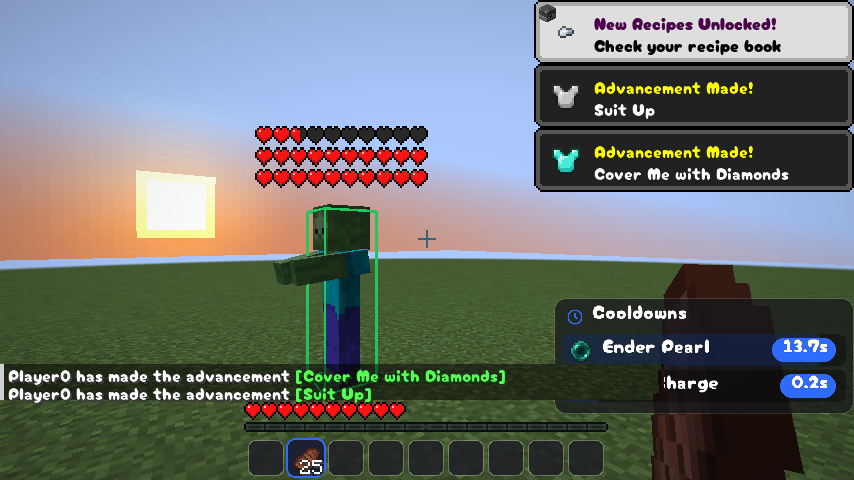 New Recipes Unlocked!
Check your recipe book
Advancement Made!
Suit Up
Advancement Made!
Cover Me with Diamonds
Cooldowns
Ender Pearl 13.7s
Charge 0.2s
Player0 has made the advancement [Cover Me with Diamonds]
Player0 has made the advancement [Suit Up]
25